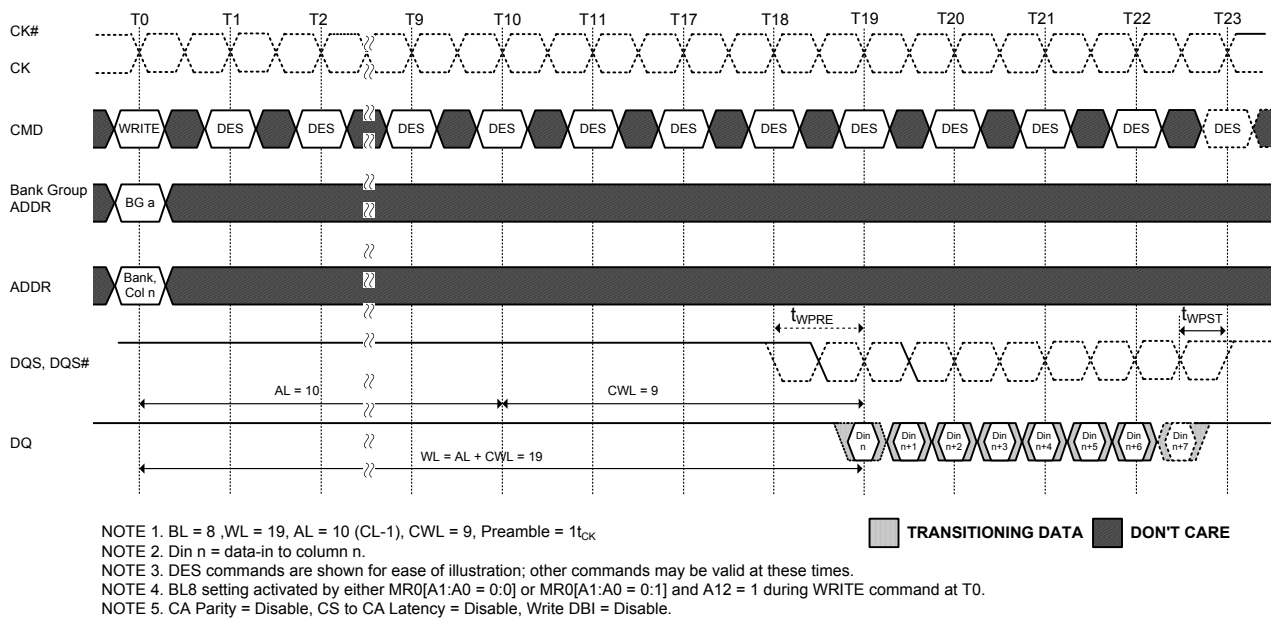 T0 T1 T2 T9 T10 T11 T17 T18 T19 T20 T21 T22 T23
CK#
CK
CMD WRITE DES DES DES DES DES DES DES DES DES DES DES DES
Bank Group
ADDR
BG a
ADDR
Bank,
Col n
tWPRE tWPST
DQS, DQS#
AL = 10 CWL = 9
DQ
Din n Din n+1 Din n+2 Din n+3 Din n+4 Din n+5 Din n+6 Din n+7
WL = AL + CWL = 19
NOTE 1. BL = 8 ,WL = 19, AL = 10 (CL-1), CWL = 9, Preamble = 1tCK
NOTE 2. Din n = data-in to column n.
NOTE 3. DES commands are shown for ease of illustration; other commands may be valid at these times.
NOTE 4. BL8 setting activated by either MR0[A1:A0 = 0:0] or MR0[A1:A0 = 0:1] and A12 = 1 during WRITE command at T0.
NOTE 5. CA Parity = Disable, CS to CA Latency = Disable, Write DBI = Disable.
TRANSITIONING DATA DON'T CARE